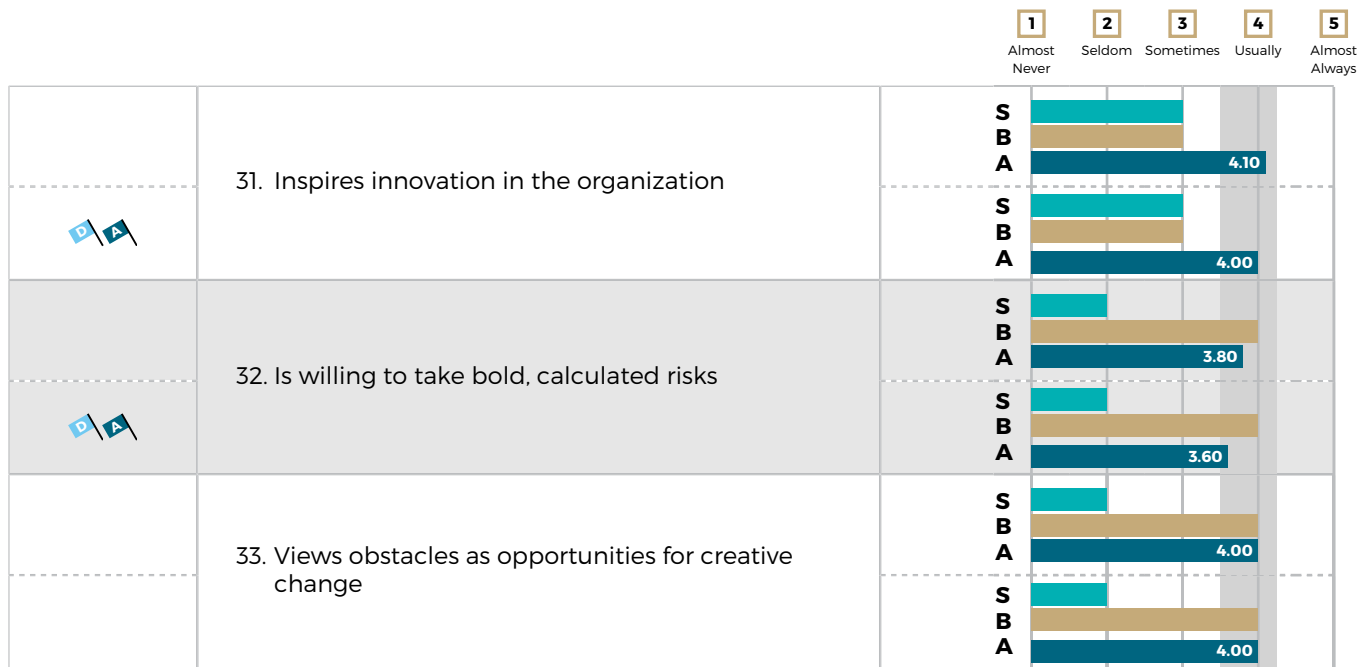 1 2 3 4 5
Almost Never Seldom Sometimes Usually Almost Always
31. Inspires innovation in the organization
S
B
A 4.10
D A
S
B
A 4.00
32. Is willing to take bold, calculated risks
S
B
A 3.80
D A
S
B
A 3.60
33. Views obstacles as opportunities for creative
change
S
B
A 4.00
S
B
A 4.00